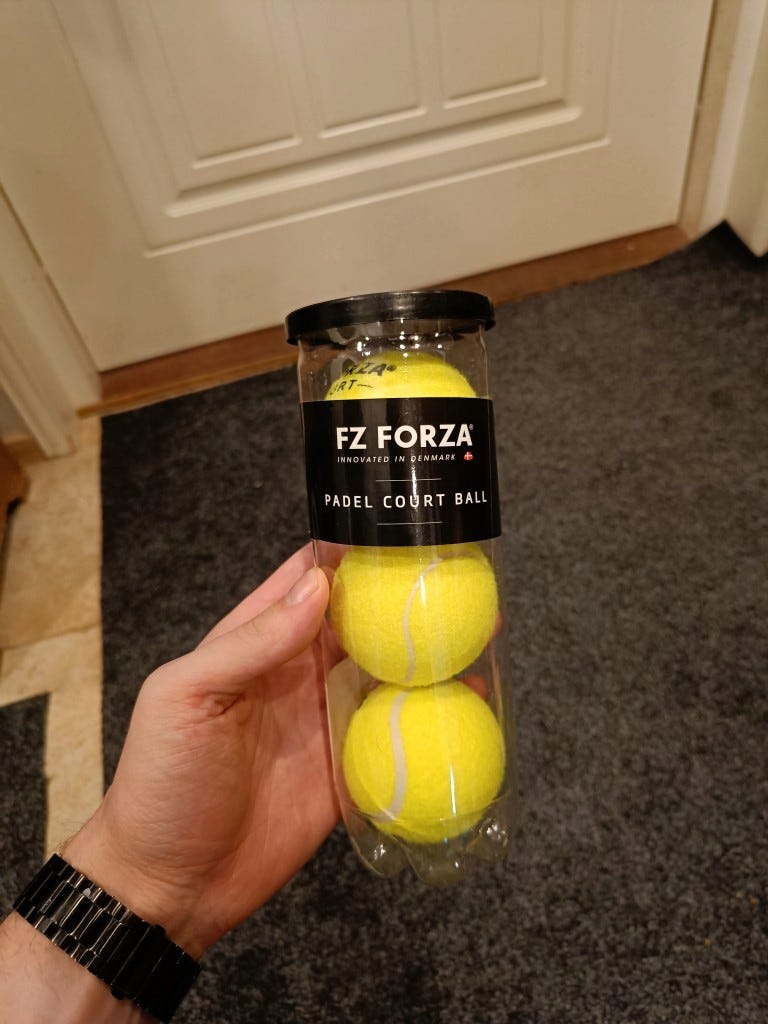 FZ FORZA®
INNOVATED IN DENMARK
PADEL COURT BALL